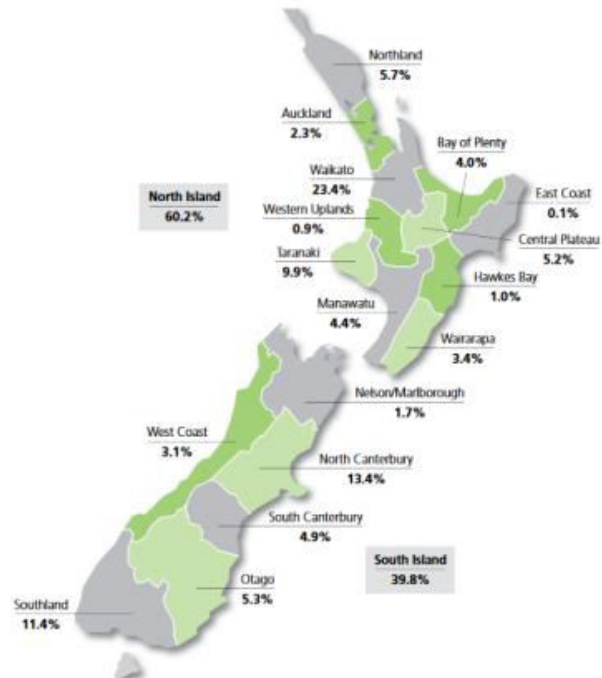 Northland
5.7%
Auckland
2.3%
Bay of Plenty
4.0%
Waikato
23.4%
East Coast
0.1%
North Island
60.2%
Western Uplands
0.9%
Central Plateau
5.2%
Taranaki
9.9%
Hawkes Bay
1.0%
Manawatu
4.4%
Wairarapa
3.4%
Nelson/Marlborough
1.7%
West Coast
3.1%
North Canterbury
13.4%
South Canterbury
4.9%
South Island
39.8%
Otago
5.3%
Southland
11.4%